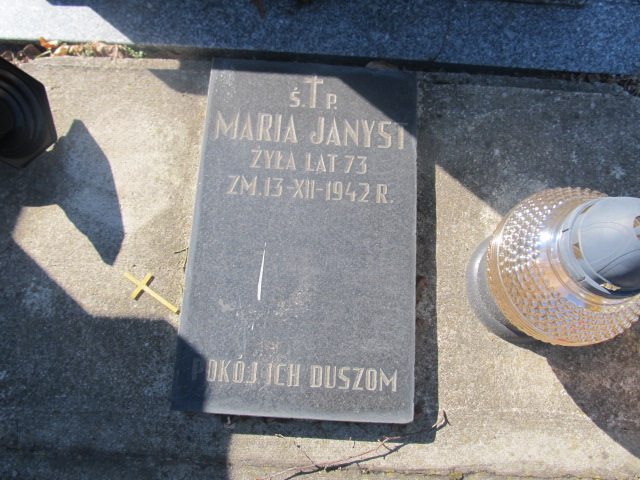 Ś.†P.
MARIA JANYST
ŻYŁA LAT 73
ZM.13-XII-1942 R.
POKÓJ ICH DUSZOM